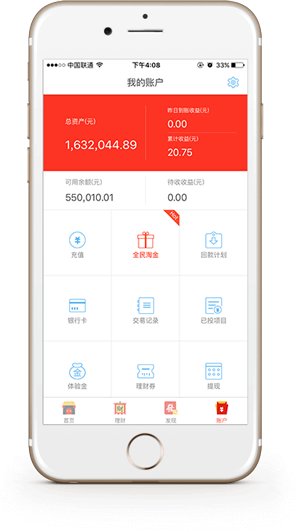 中国联通 下午4:08 33%
我的账户
总资产(元)
1,632,044.89
昨日到账收益(元)
0.00
累计收益(元)
20.75
可用余额(元) 待收收益(元)
550,010.01 0.00
Hot
充值 全民淘金 回款计划
银行卡 交易记录 已投项目
体验金 理财券 提现
首页 理财 发现 账户